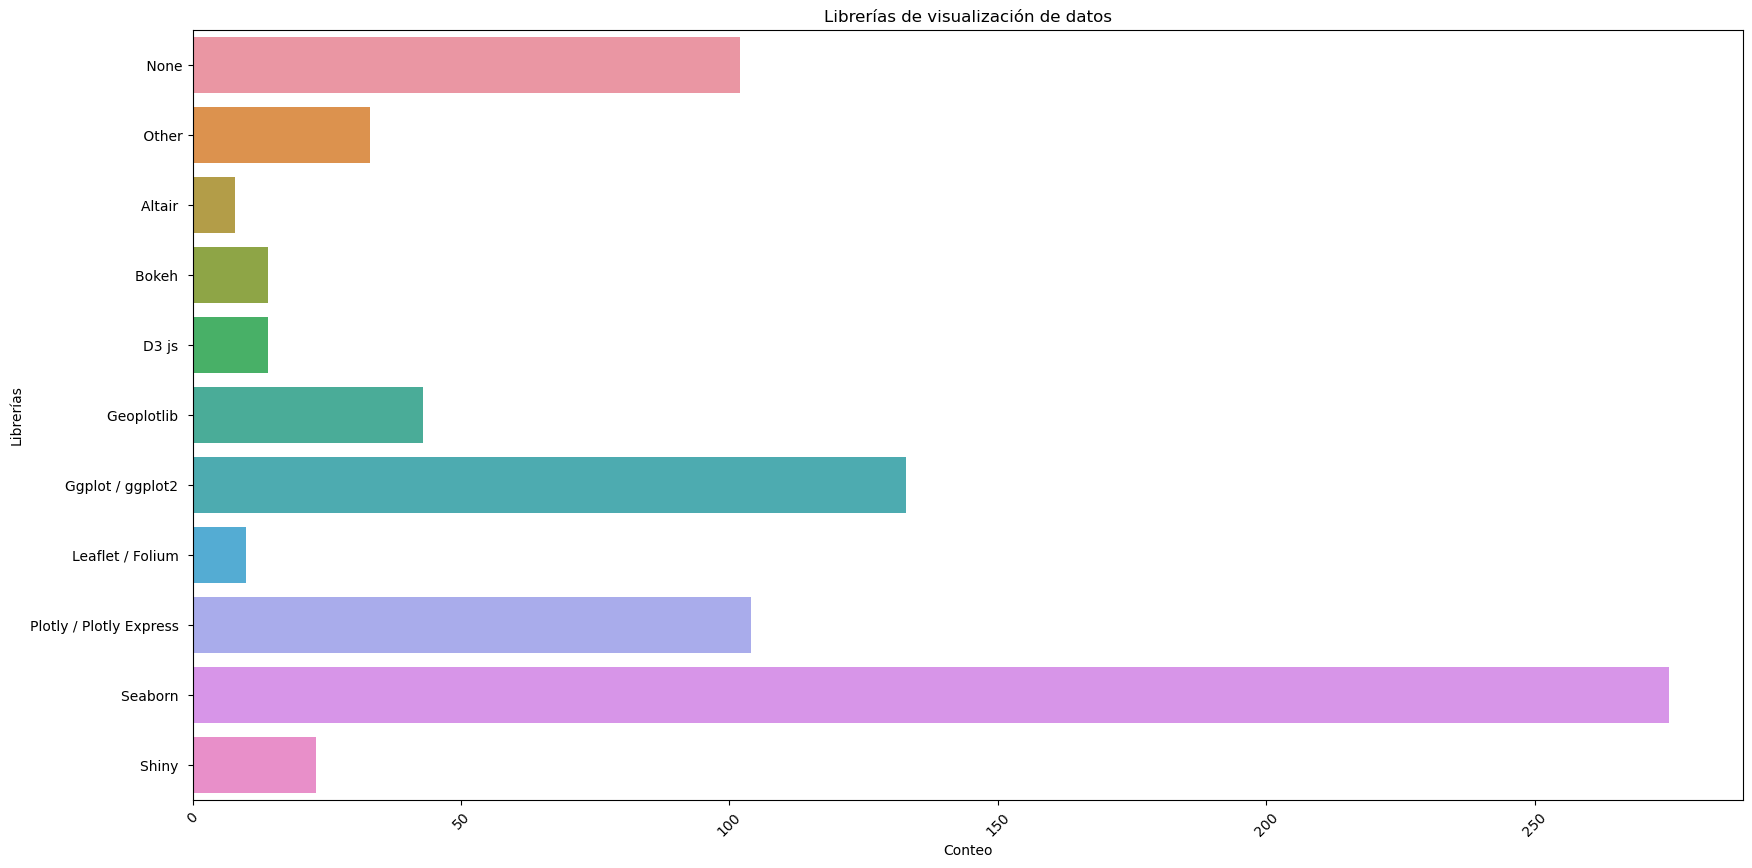 Librerías de visualización de datos
None
Other
Altair
Bokeh
D3 js
Geoplotlib
Ggplot / ggplot2
Leaflet / Folium
Plotly / Plotly Express
Seaborn
Shiny
Librerías
0
50
100
150
200
250
Conteo